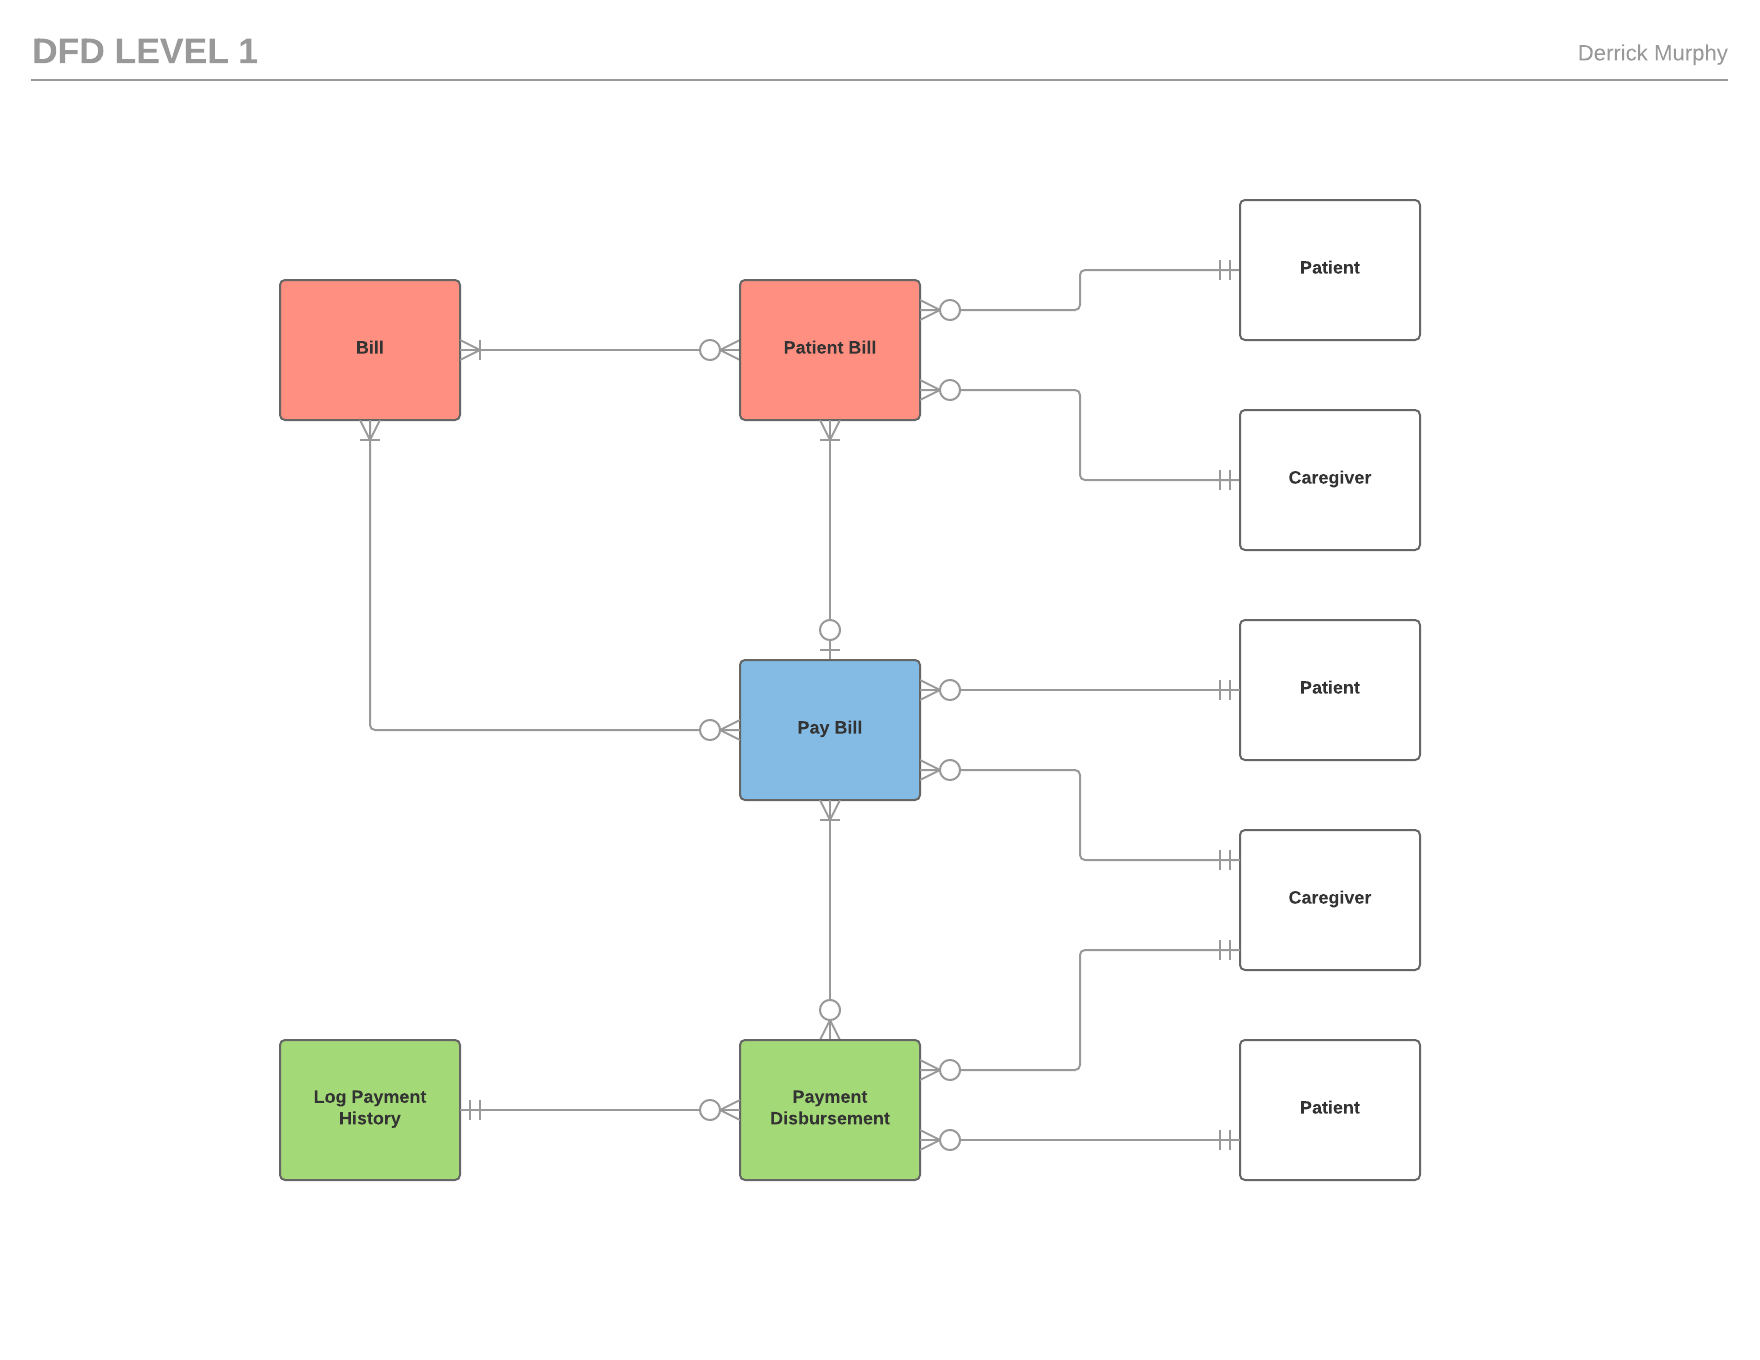 DFD LEVEL 1
Derrick Murphy
Patient
Bill
Patient Bill
Caregiver
Patient
Pay Bill
Caregiver
Log Payment
History
Payment
Disbursement
Patient